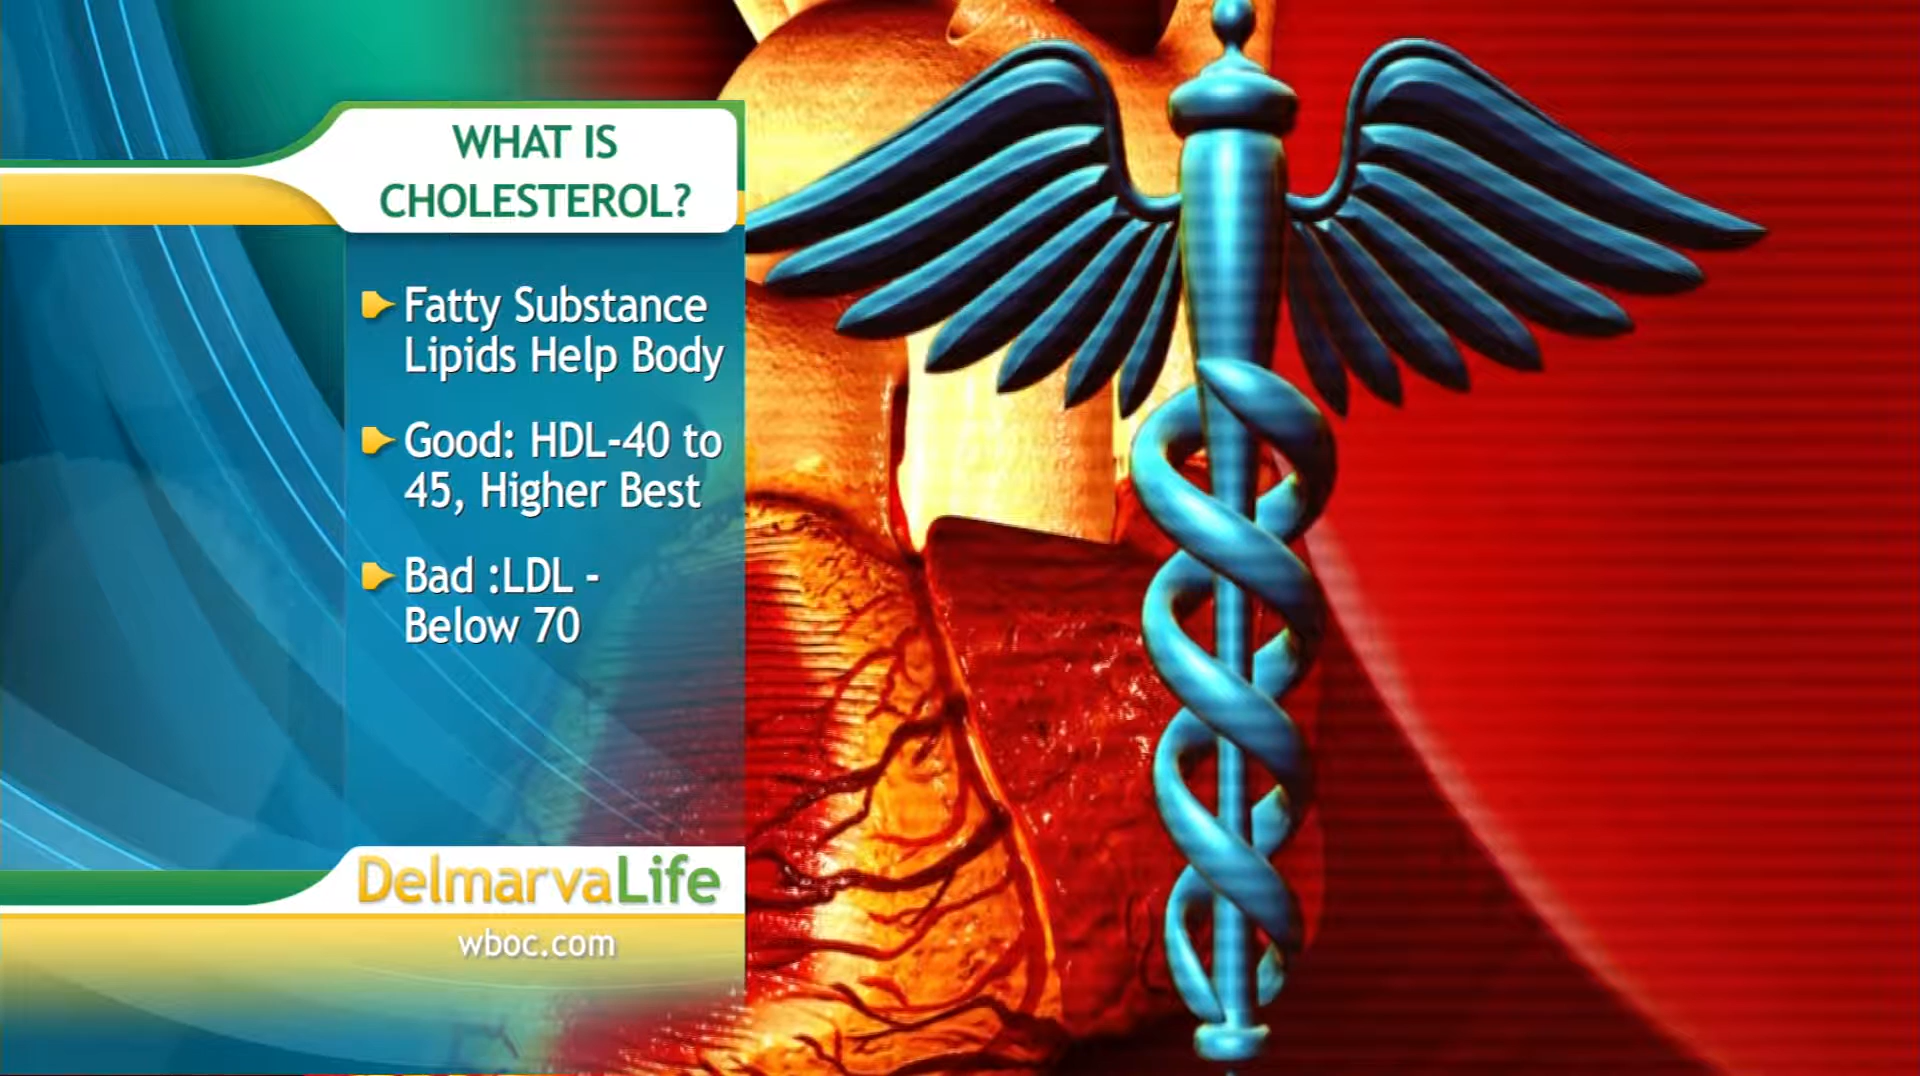 WHAT IS
CHOLESTEROL?
Fatty Substance
Lipids Help Body
Good: HDL-40 to
45, Higher Best
Bad :LDL -
Below 70
DelmarvaLife
wboc.com